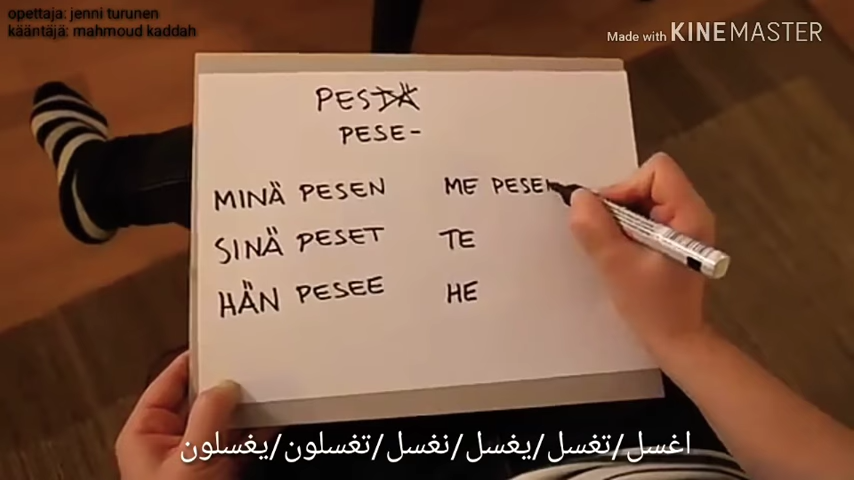 opettaja: jenni turunen
kääntäjä: mahmoud kaddah
Made with KINEMASTER
PESTÄ
PESE-
MINÄ PESEN
SINÄ PESET
HÄN PESEE
ME PESEM
TE
HE
اغسل/تغسل/يغسل/نغسل/تغسلون/يغسلون